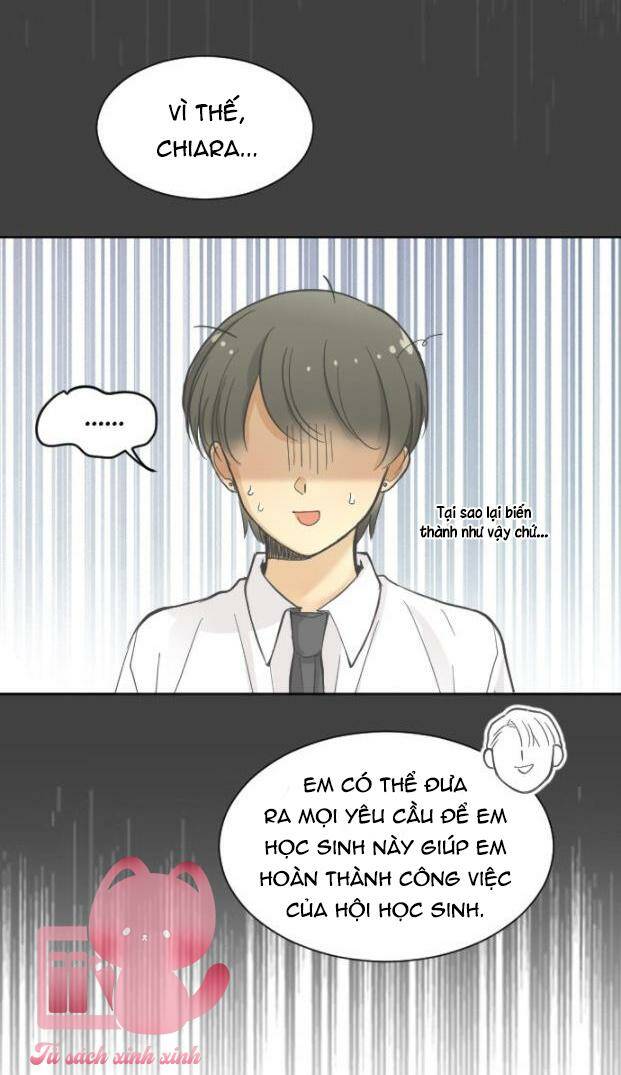 VÌ THẾ,
CHIARA...
......
Tại sao lại biến
thành như vậy chứ...
EM CÓ THỂ ĐƯA
RA MỌI YÊU CẦU ĐỂ EM
HỌC SINH NÀY GIÚP EM
HOÀN THÀNH CÔNG VIỆC
CỦA HỘI HỌC SINH.
Tủ sách xinh xinh